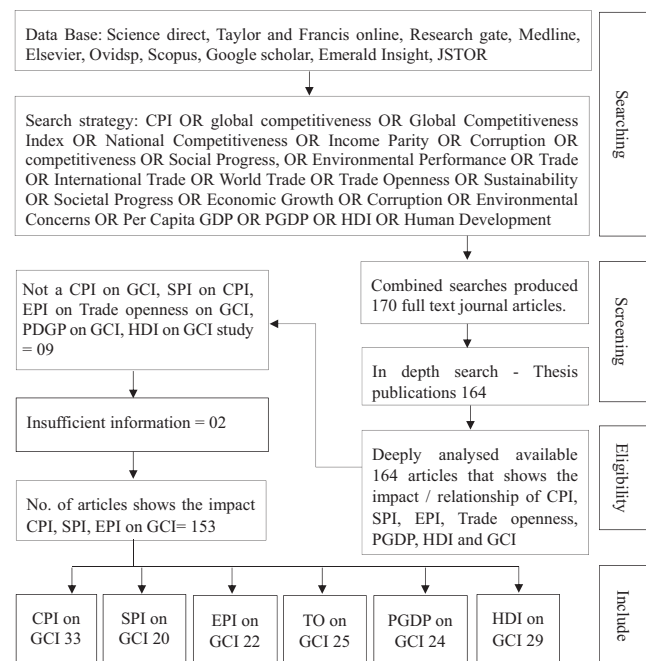 Data Base: Science direct, Taylor and Francis online, Research gate, Medline,
Elsevier, Ovidsp, Scopus, Google scholar, Emerald Insight, JSTOR
Searching
Search strategy: CPI OR global competitiveness OR Global Competitiveness
Index OR National Competitiveness OR Income Parity OR Corruption OR
competitiveness OR Social Progress, OR Environmental Performance OR Trade
OR International Trade OR World Trade OR Trade Openness OR Sustainability
OR Societal Progress OR Economic Growth OR Corruption OR Environmental
Concerns OR Per Capita GDP OR PGDP OR HDI OR Human Development
Combined searches produced
170 full text journal articles.
Screening
In depth search - Thesis
publications 164
Deeply analysed available
164 articles that shows the
impact / relationship of CPI,
SPI, EPI, Trade openness,
PGDP, HDI and GCI
Eligibility
Not a CPI on GCI, SPI on CPI,
EPI on Trade openness on GCI,
PDGP on GCI, HDI on GCI study
= 09
Insufficient information = 02
No. of articles shows the impact
CPI, SPI, EPI on GCI= 153
CPI on
GCI 33
SPI on
GCI 20
EPI on
GCI 22
TO on
GCI 25
PGDP on
GCI 24
HDI on
GCI 29
Include